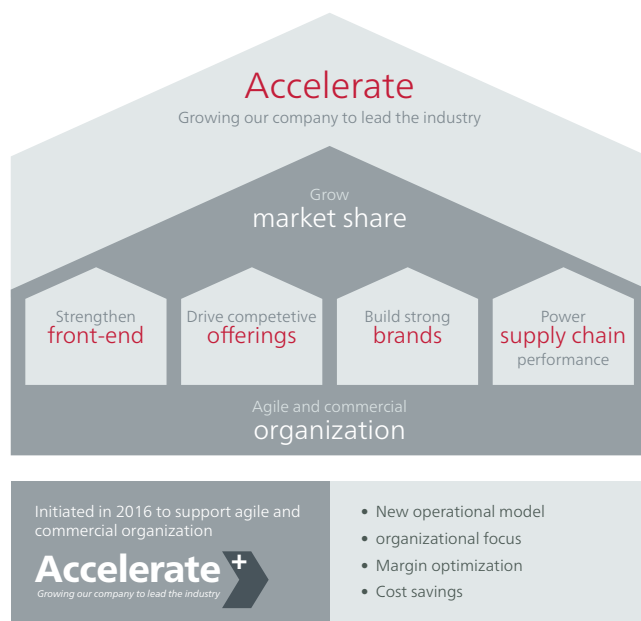 Accelerate
Growing our company to lead the industry
Grow
market share
Strengthen
front-end
Drive competetive
offerings
Build strong
brands
Power
supply chain
performance
Agile and commercial
organization
Initiated in 2016 to support agile and
commercial organization
Accelerate+
Growing our company to lead the industry
• New operational model
• organizational focus
• Margin optimization
• Cost savings